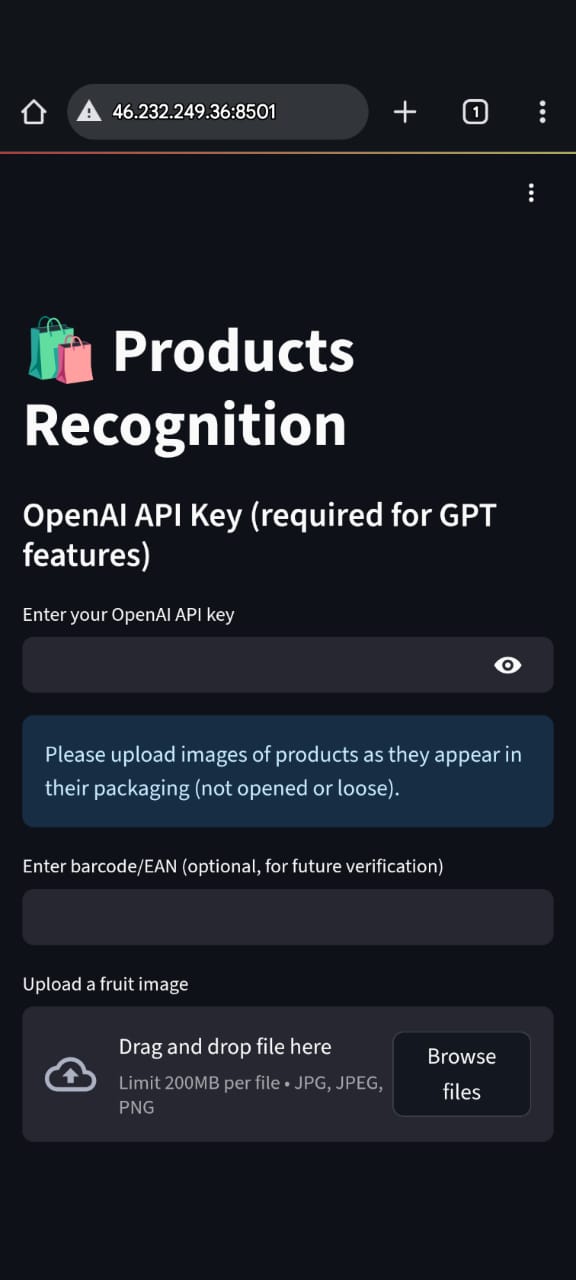 46.232.249.36:8501
1
Products
Recognition
OpenAI API Key (required for GPT
features)
Enter your OpenAI API key
Please upload images of products as they appear in
their packaging (not opened or loose).
Enter barcode/EAN (optional, for future verification)
Upload a fruit image
Drag and drop file here
Limit 200MB per file • JPG, JPEG,
PNG
Browse
files